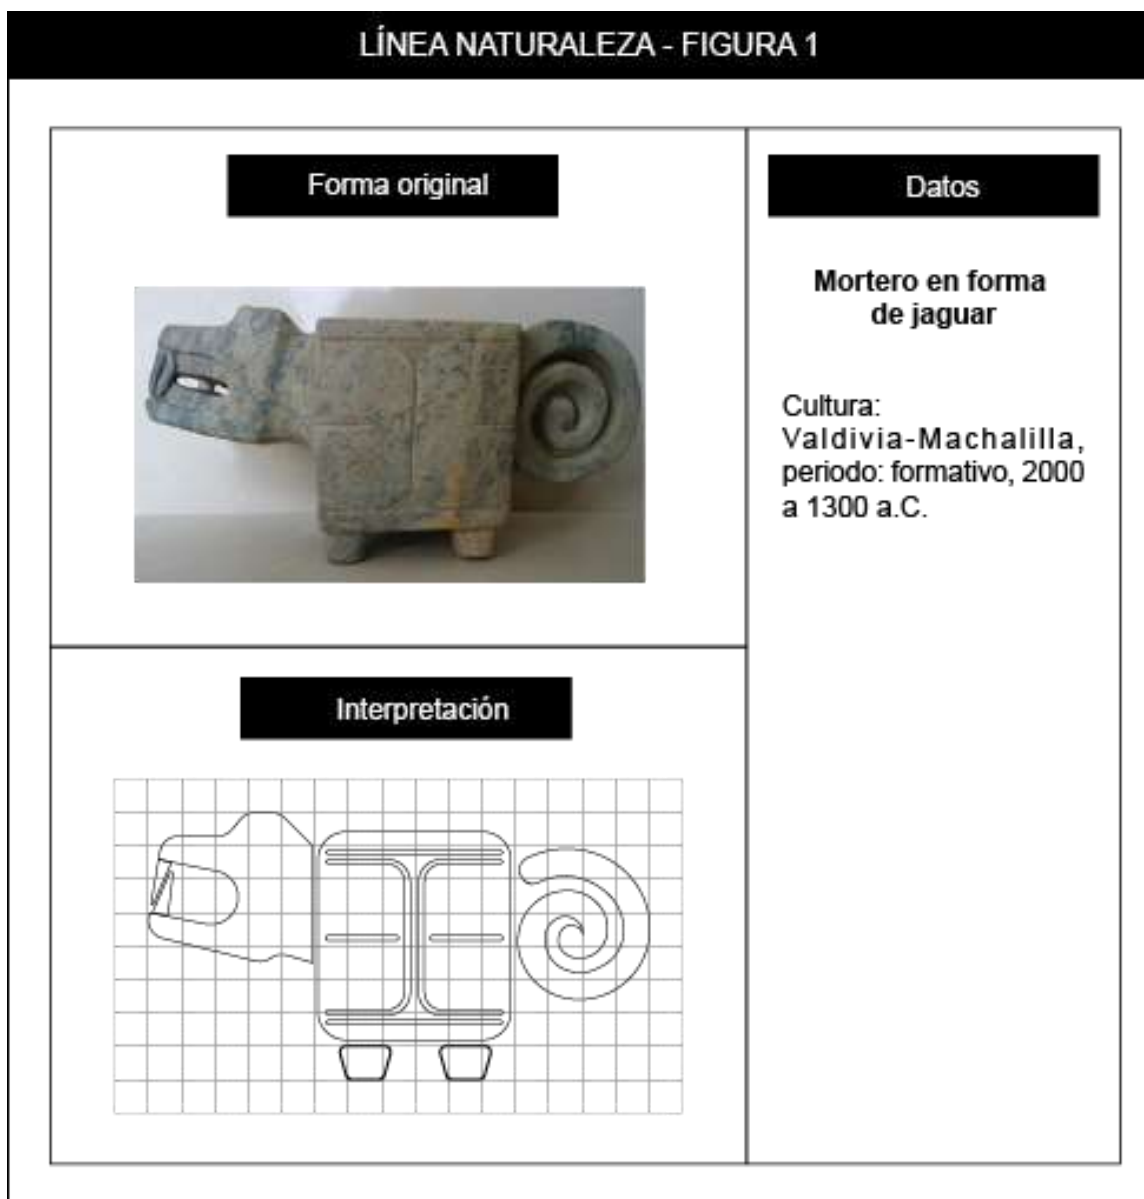 LÍNEA NATURALEZA - FIGURA 1
Forma original
Datos
Mortero en forma
de jaguar
Cultura:
Valdivia-Machalilla,
periodo: formativo, 2000
a 1300 a.C.
Interpretación